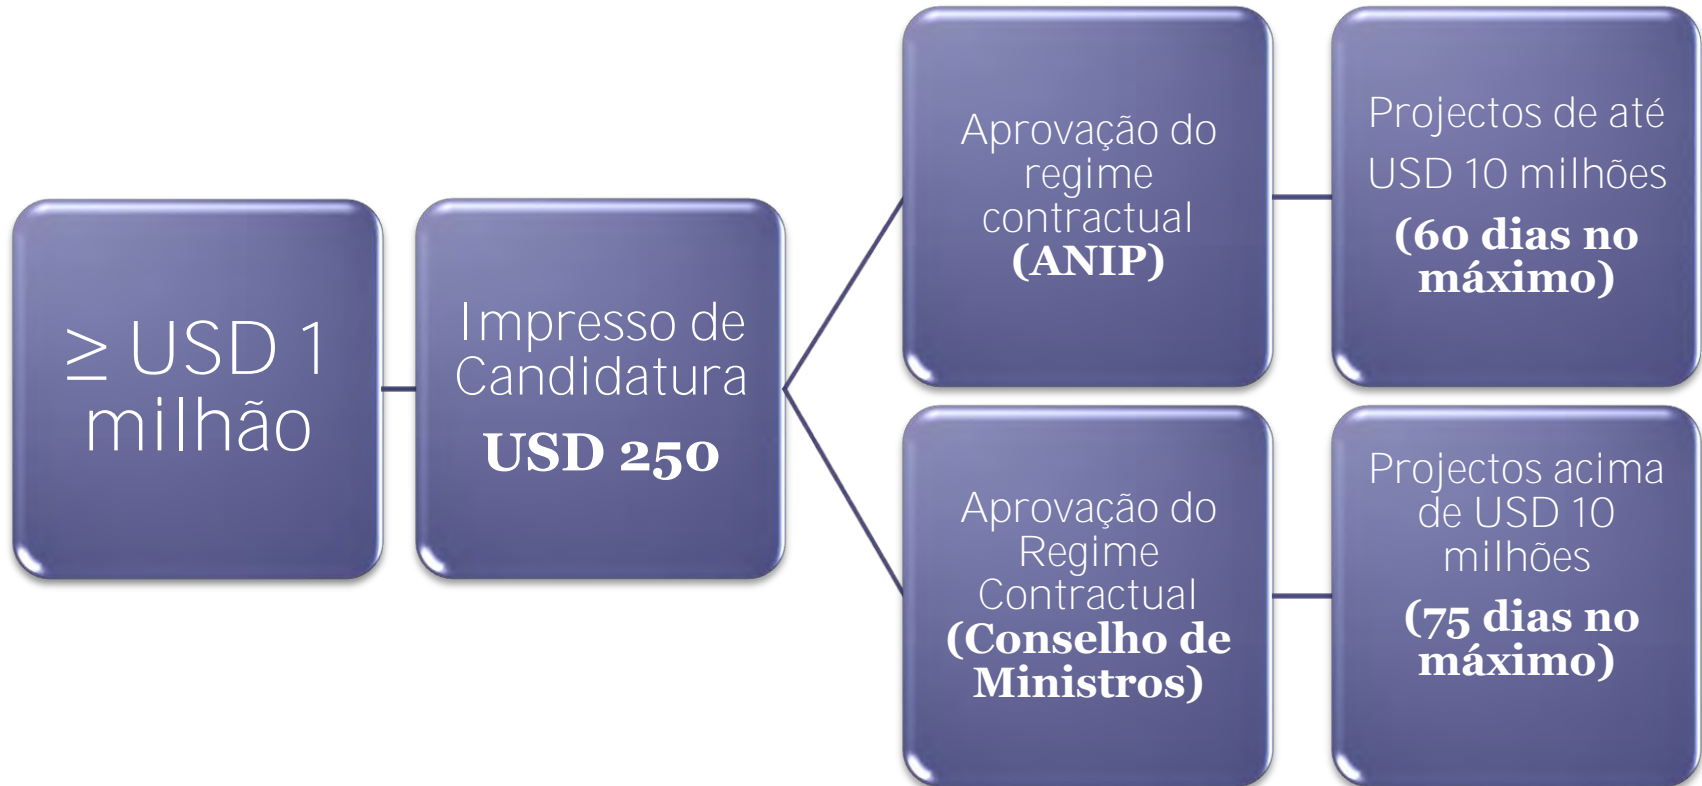 ≥ USD 1
milhão
Impresso de
Candidatura
USD 250
Aprovação do
regime
contractual
(ANIP)
Projectos de até
USD 10 milhões
(60 dias no
máximo)
Aprovação do
Regime
Contractual
(Conselho de
Ministros)
Projectos acima
de USD 10
milhões
(75 dias no
máximo)